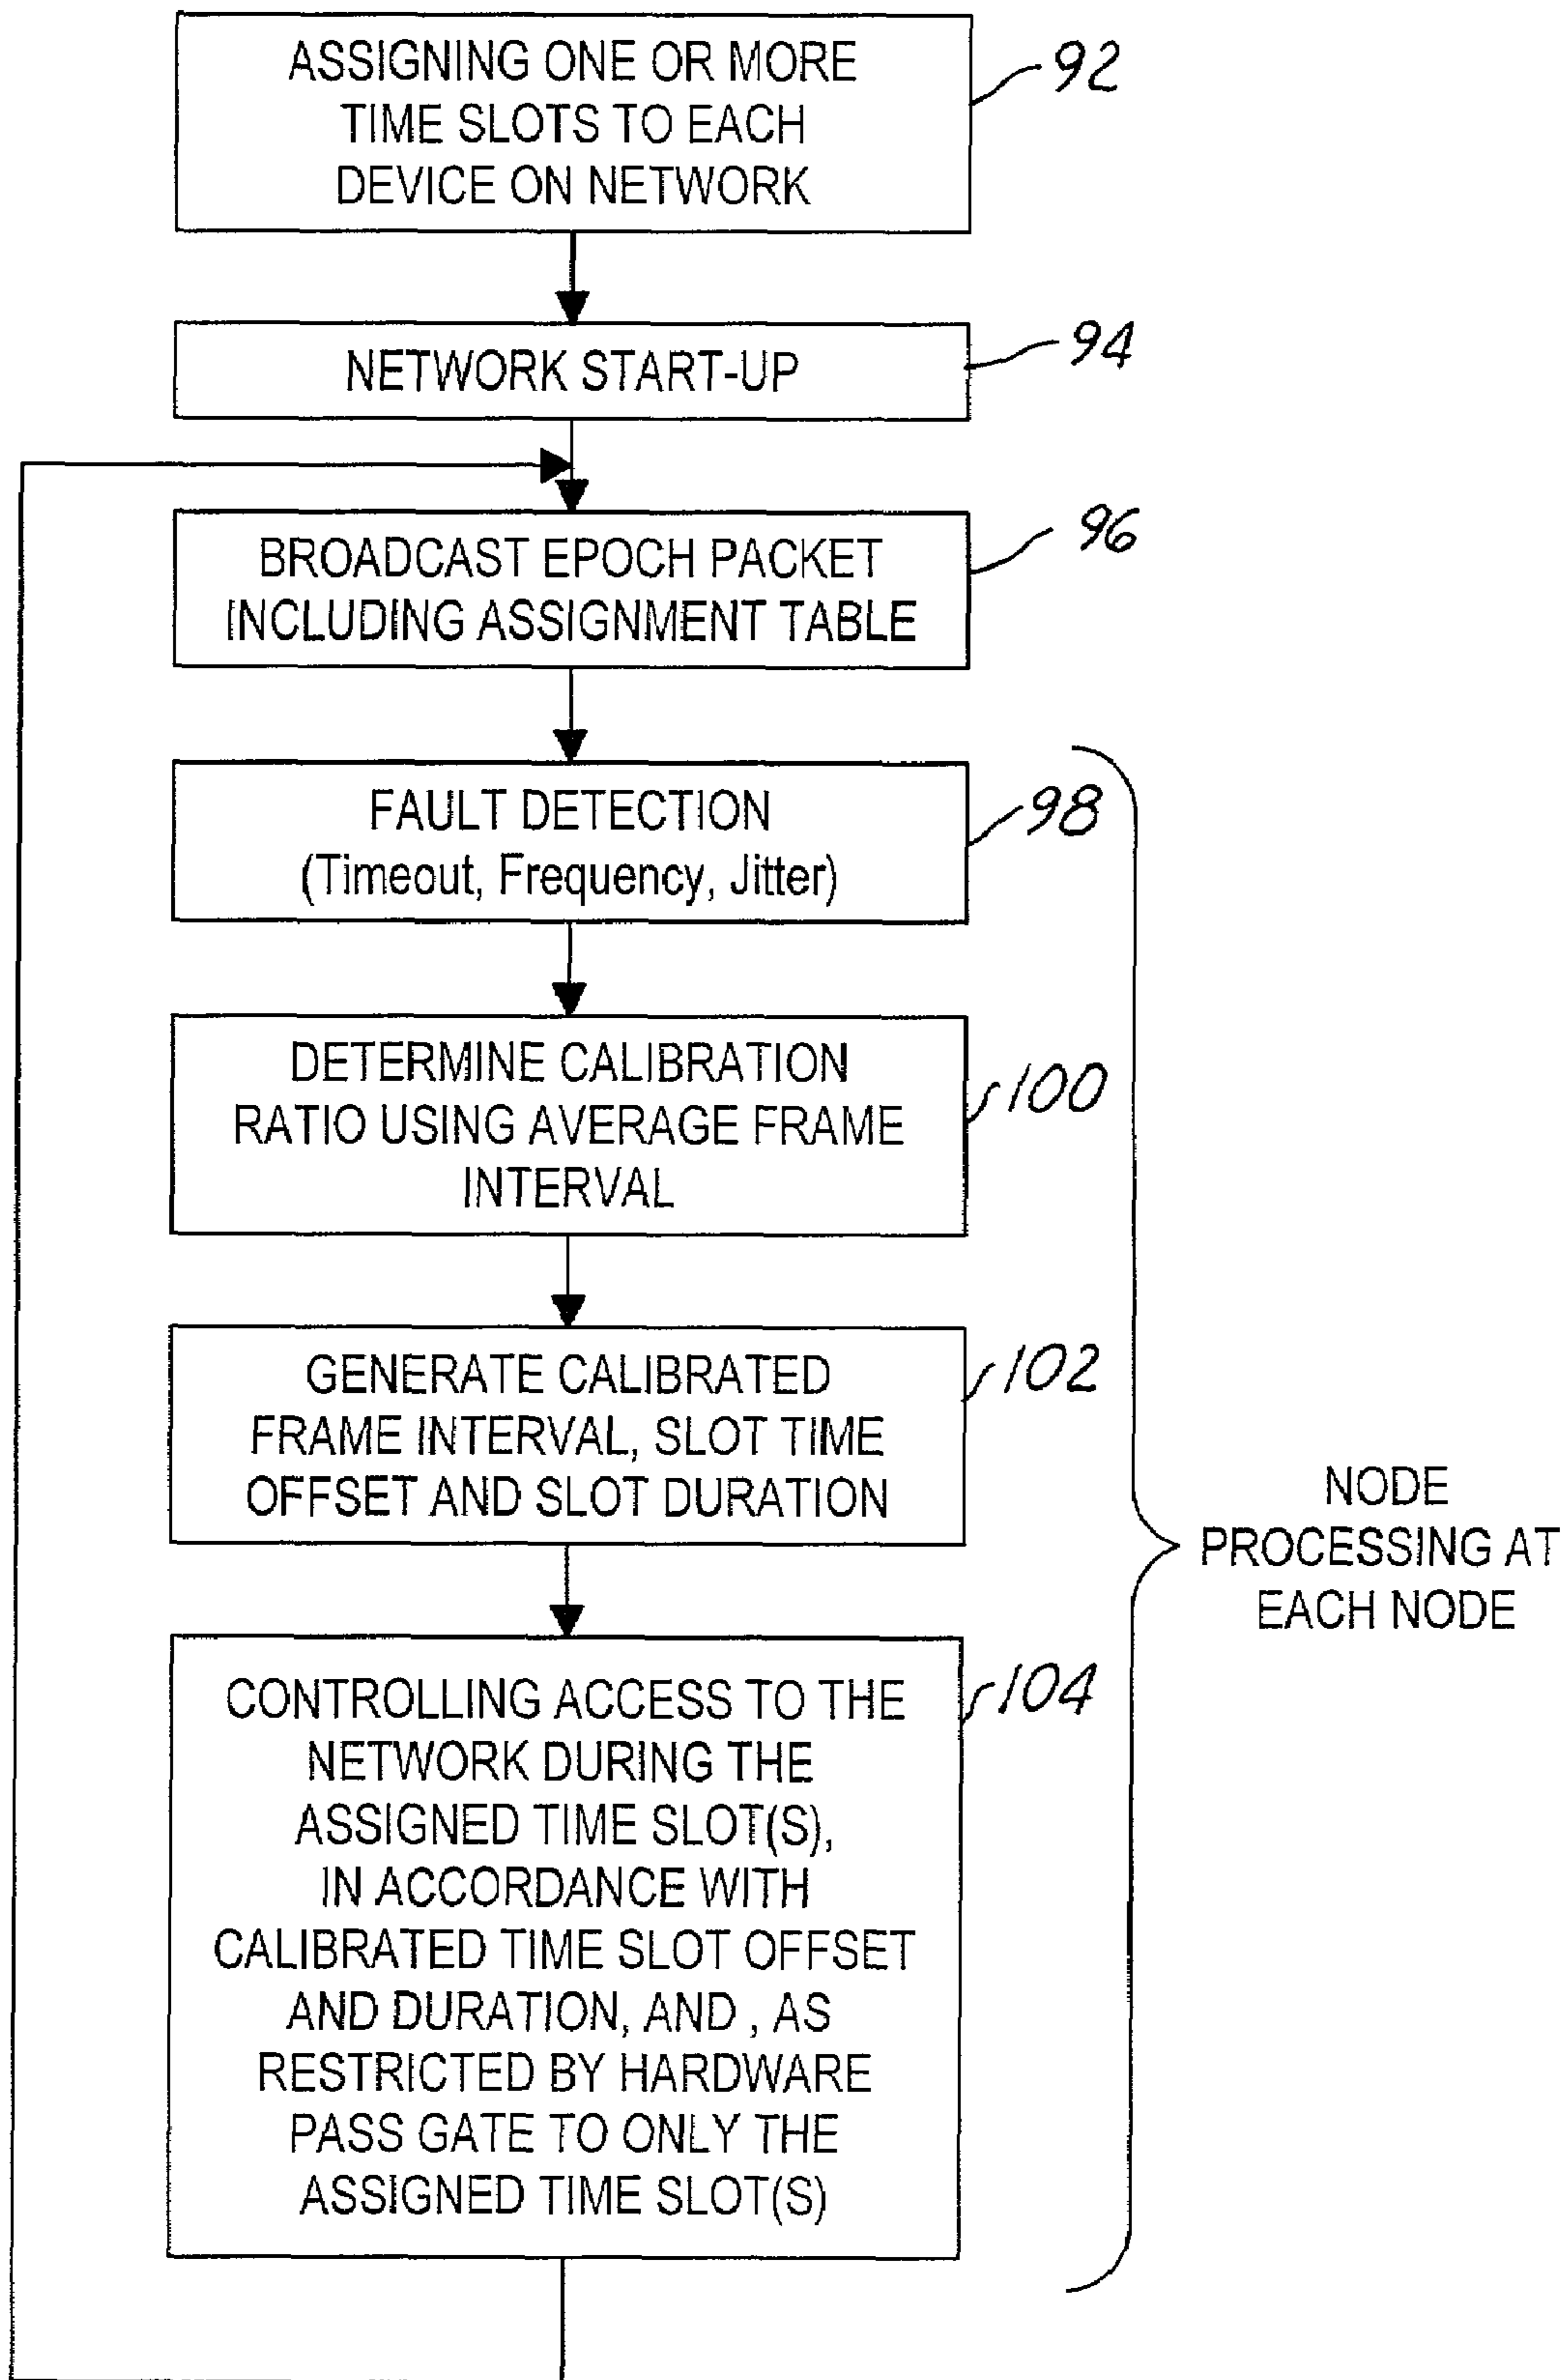 ASSIGNING ONE OR MORE
TIME SLOTS TO EACH
DEVICE ON NETWORK
92
NETWORK START-UP
94
BROADCAST EPOCH PACKET
INCLUDING ASSIGNMENT TABLE
96
FAULT DETECTION
(Timeout, Frequency, Jitter)
98
DETERMINE CALIBRATION
RATIO USING AVERAGE FRAME
INTERVAL
100
GENERATE CALIBRATED
FRAME INTERVAL, SLOT TIME
OFFSET AND SLOT DURATION
102
CONTROLLING ACCESS TO THE
NETWORK DURING THE
ASSIGNED TIME SLOT(S),
IN ACCORDANCE WITH
CALIBRATED TIME SLOT OFFSET
AND DURATION, AND , AS
RESTRICTED BY HARDWARE
PASS GATE TO ONLY THE
ASSIGNED TIME SLOT(S)
104
NODE
PROCESSING AT
EACH NODE